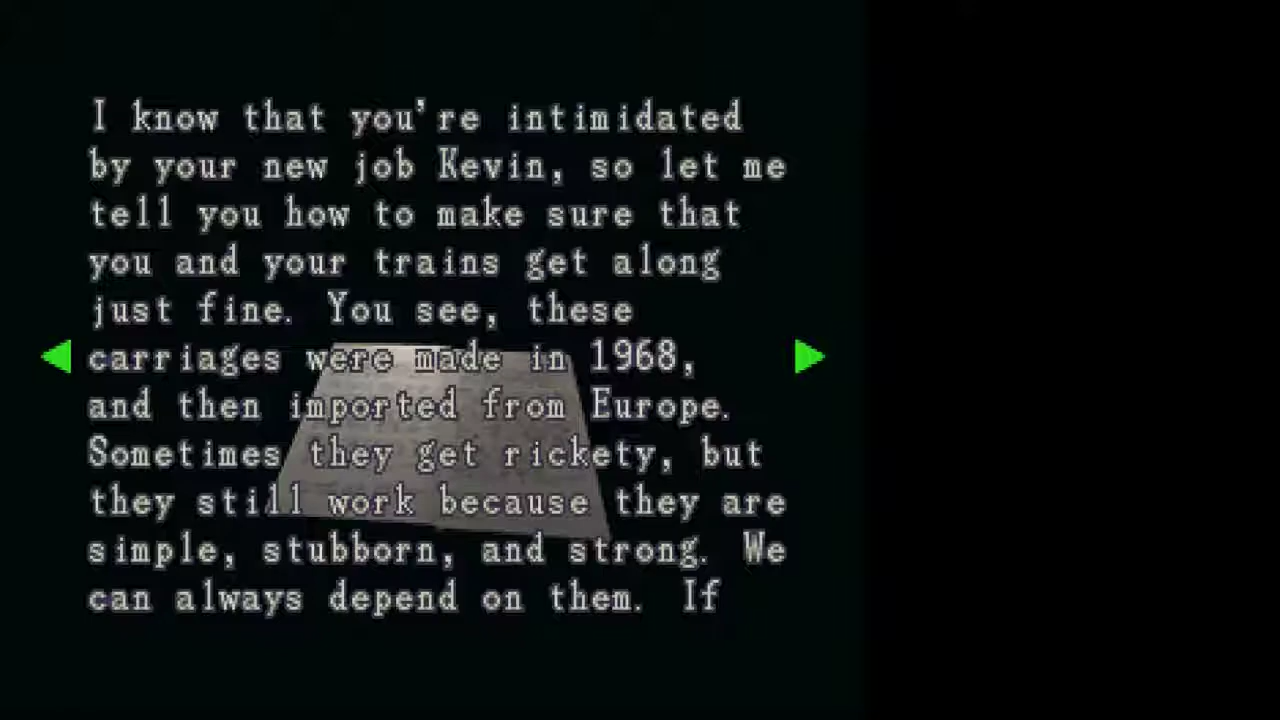 I know that you're intimidated
by your new job Kevin, so let me
tell you how to make sure that
you and your trains get along
just fine. You see, these
carriages were made in 1968,
and then imported from Europe.
Sometimes they get rickety, but
they still work because they are
simple, stubborn, and strong. We
can always depend on them. If